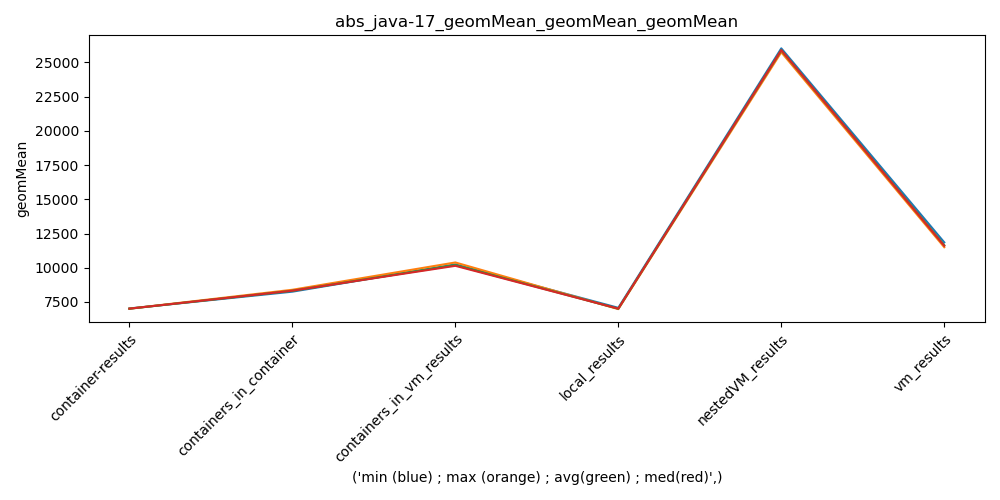 abs_java-17_geomMean_geomMean_geomMean
geomMean
25000
22500
20000
17500
15000
12500
10000
7500
container-results
containers_in_container
containers_in_vm_results
local_results
nestedVM_results
vm_results
('min (blue) ; max (orange) ; avg(green) ; med(red)',)